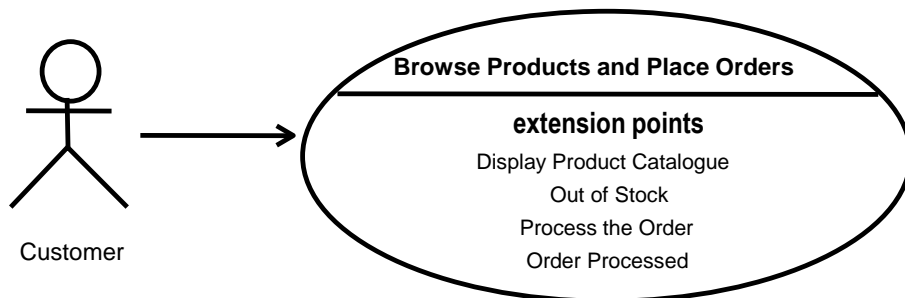 Browse Products and Place Orders
extension points
Display Product Catalogue
Out of Stock
Process the Order
Order Processed
Customer